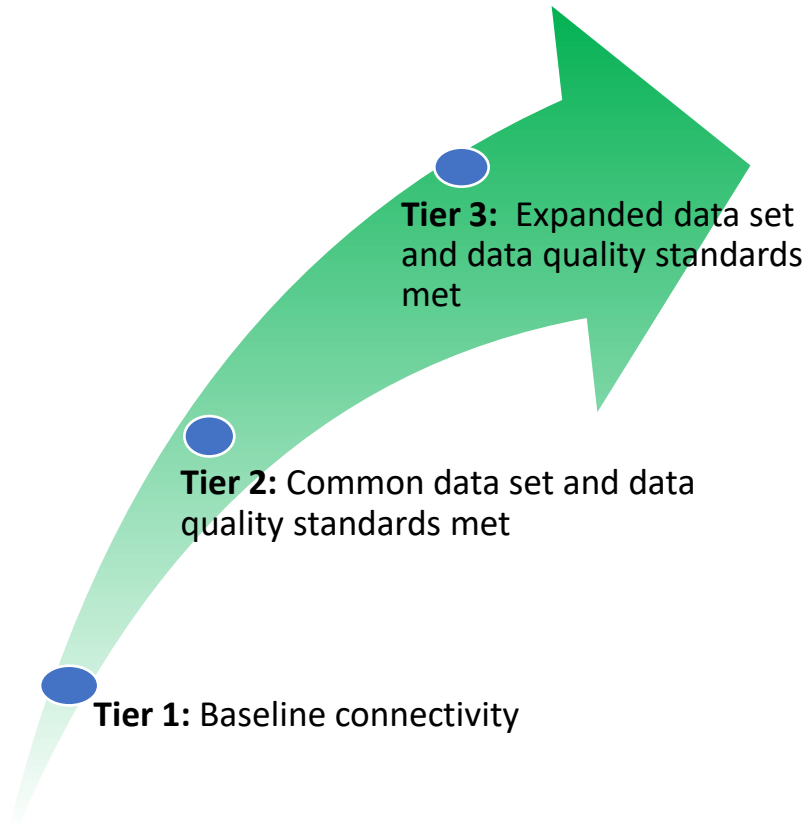 Tier 3:  Expanded data set
and data quality standards
met
Tier 2: Common data set and data
quality standards met
Tier 1: Baseline connectivity